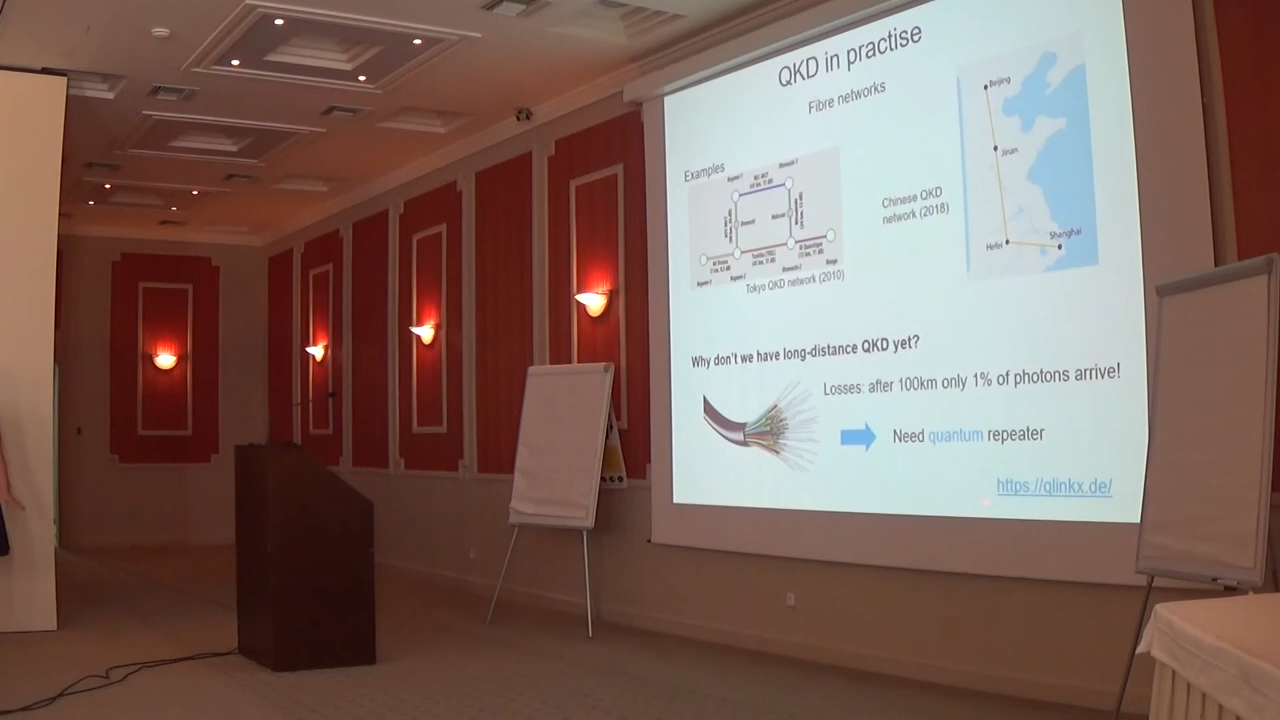 QKD in practise
Fibre networks
Examples
Tokyo QKD network (2010)
Chinese QKD
network (2018)
Beijing
Jinan
Hefei
Shanghai
Why don't we have long-distance QKD yet?
Losses: after 100km only 1% of photons arrive!
Need quantum repeater
https://qlinkx.de/